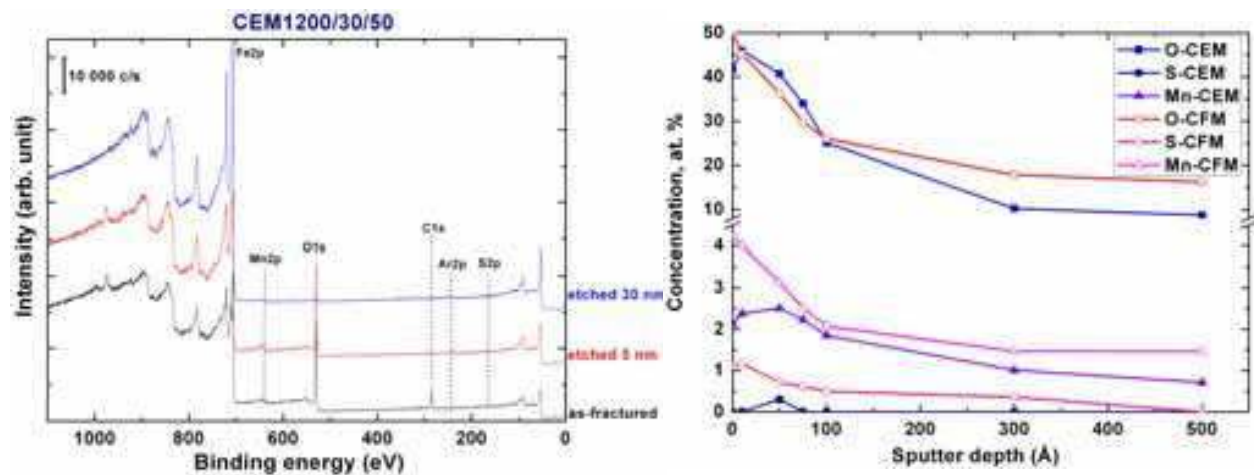 CEM1200/30/50
Fe2p
10 000 c/s
Intensity (arb. unit)
Mn2p
O1s
C1s
Ar2p
S2p
etched 30 nm
etched 5 nm
as-fractured
1000 800 600 400 200 0
Binding energy (eV)
50
40
30
20
10
4
3
2
1
0
Concentration, at. %
O-CEM
S-CEM
Mn-CEM
O-CFM
S-CFM
Mn-CFM
0 100 200 300 400 500
Sputter depth (Å)